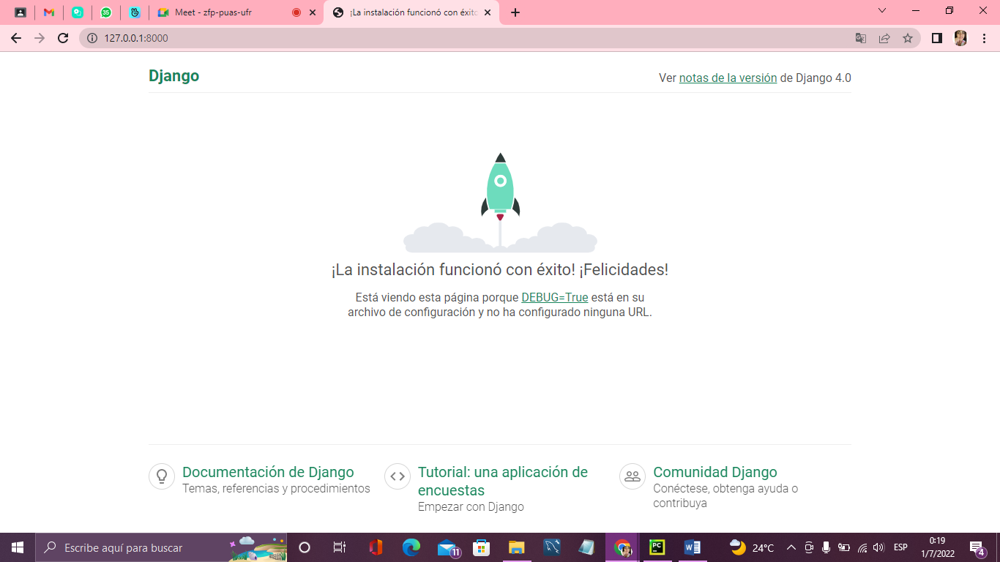 35
Meet - zfp-puas-ufr
¡La instalación funcionó con éxito
127.0.0.1:8000
Django
Ver notas de la versión de Django 4.0
¡La instalación funcionó con éxito! ¡Felicidades!
Está viendo esta página porque DEBUG=True está en su
archivo de configuración y no ha configurado ninguna URL.
Documentación de Django
Temas, referencias y procedimientos
Tutorial: una aplicación de
encuestas
Empezar con Django
Comunidad Django
Conéctese, obtenga ayuda o
contribuya
Escribe aquí para buscar
11
PC
W
24°C
ESP
0:19
1/7/2022
4